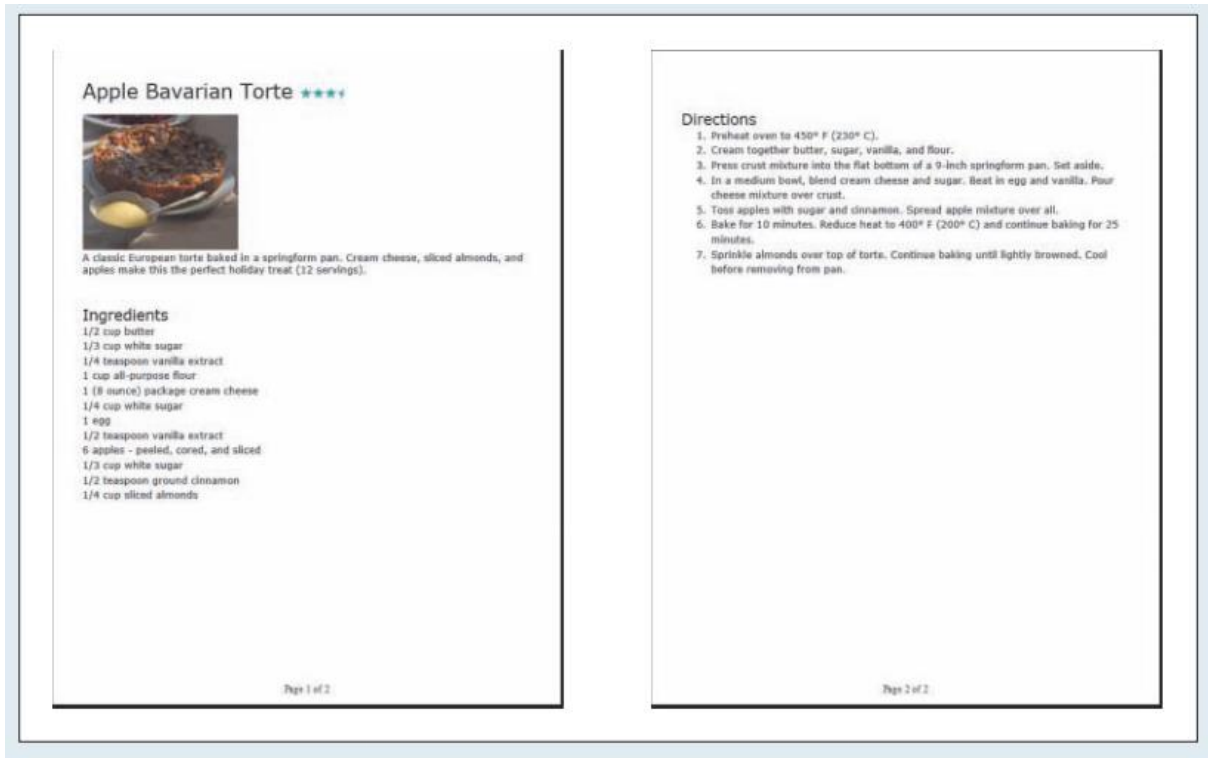 Apple Bavarian Torte
A classic European torte baked in a springform pan. Cream cheese, sliced almonds, and
apples make this the perfect holiday treat (12 servings).
Ingredients
1/2 cup butter
1/3 cup white sugar
1/4 teaspoon vanilla extract
1 cup all-purpose flour
1 (8 ounce) package cream cheese
1/4 cup white sugar
1 egg
1/2 teaspoon vanilla extract
6 apples - peeled, cored, and sliced
1/3 cup white sugar
1/2 teaspoon ground cinnamon
1/4 cup sliced almonds
Page 1 of 2
Directions
1. Preheat oven to 450° F (230° C).
2. Cream together butter, sugar, vanilla, and flour.
3. Press crust mixture into the flat bottom of a 9-inch springform pan. Set aside.
4. In a medium bowl, blend cream cheese and sugar. Beat in egg and vanilla. Pour
cheese mixture over crust.
5. Toss apples with sugar and cinnamon. Spread apple mixture over all.
6. Bake for 10 minutes. Reduce heat to 400° F (200° C) and continue baking for 25
minutes.
7. Sprinkle almonds over top of torte. Continue baking until lightly browned. Cool
before removing from pan.
Page 2 of 2